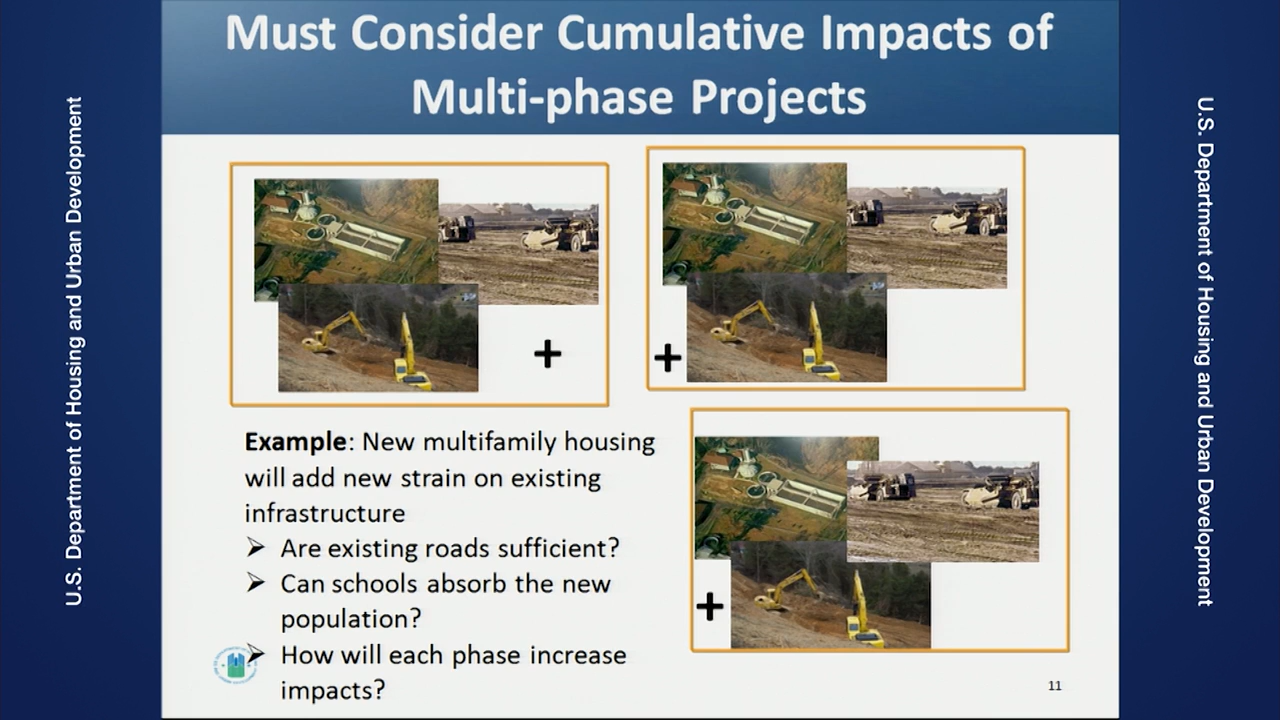 Must Consider Cumulative Impacts of
Multi-phase Projects
U.S. Department of Housing and Urban Development
U.S. Department of Housing and Urban Development
+
+
Example: New multifamily housing
will add new strain on existing
infrastructure
➢ Are existing roads sufficient?
➢ Can schools absorb the new
population?
➢ How will each phase increase
impacts?
+
11